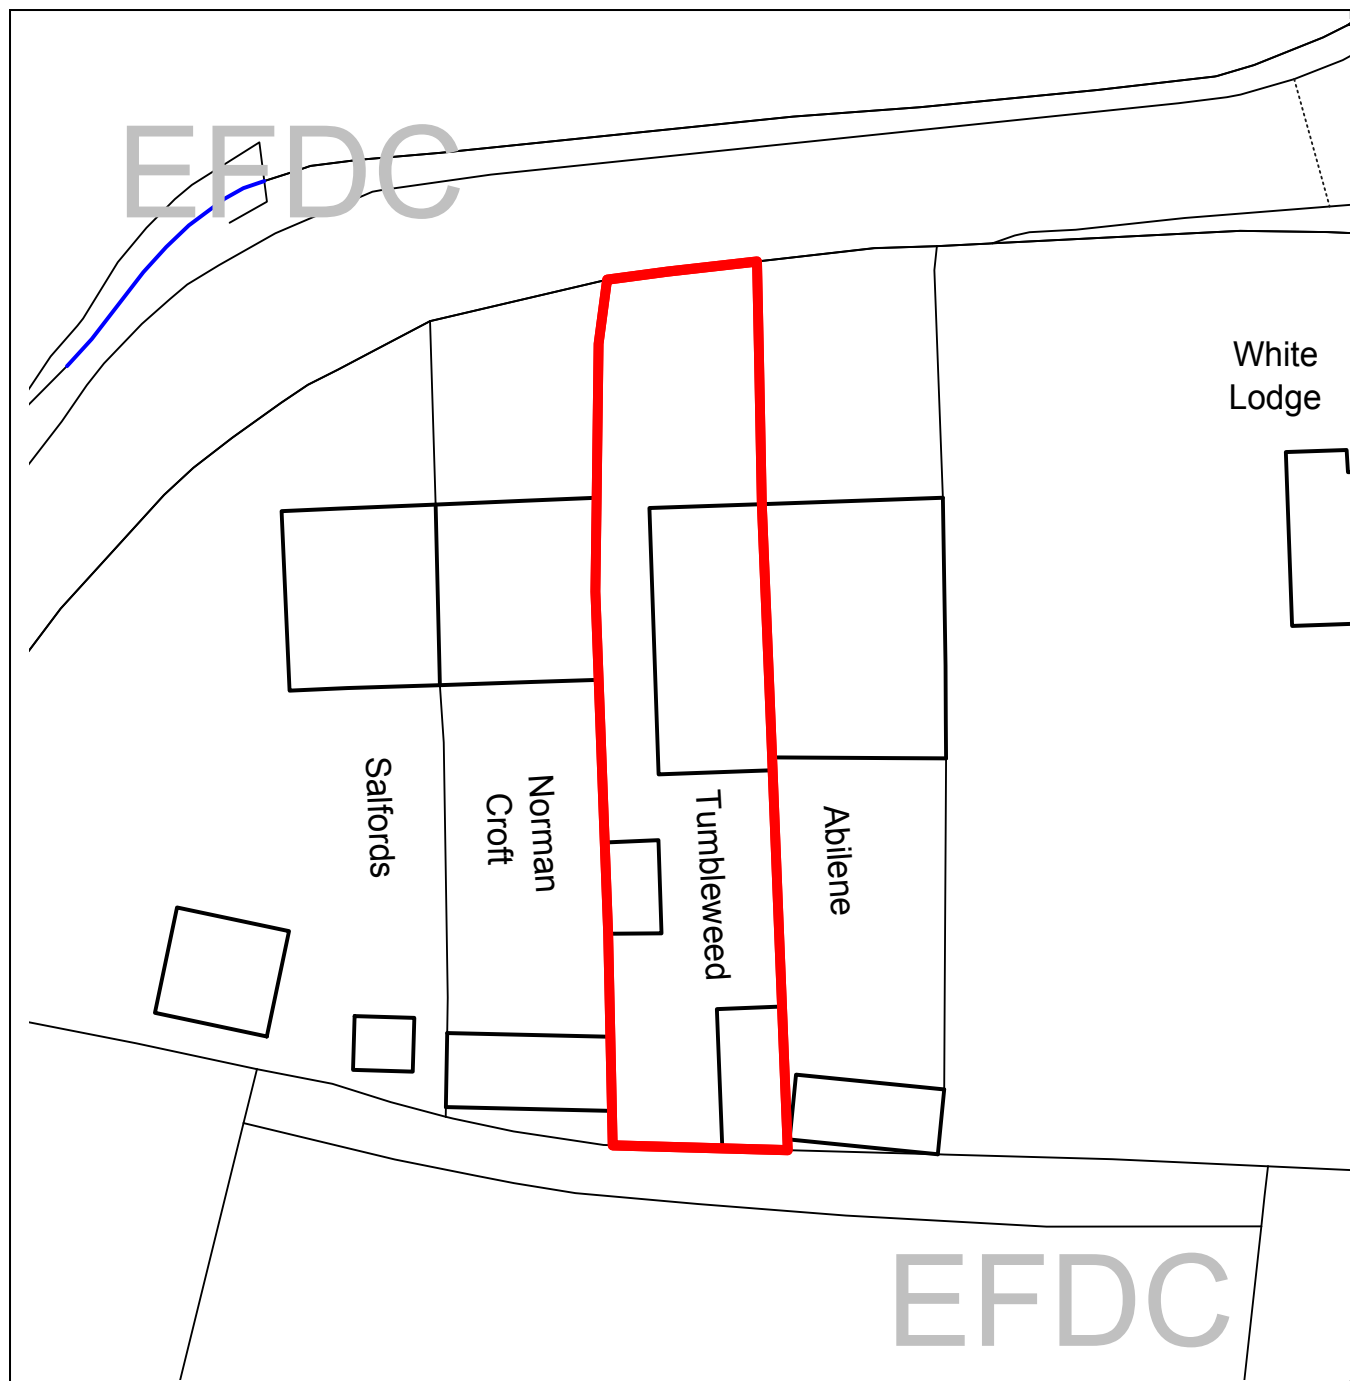 EFDC
White
Lodge
Salfords
Norman
Croft
Tumbleweed
Abilene
EFDC